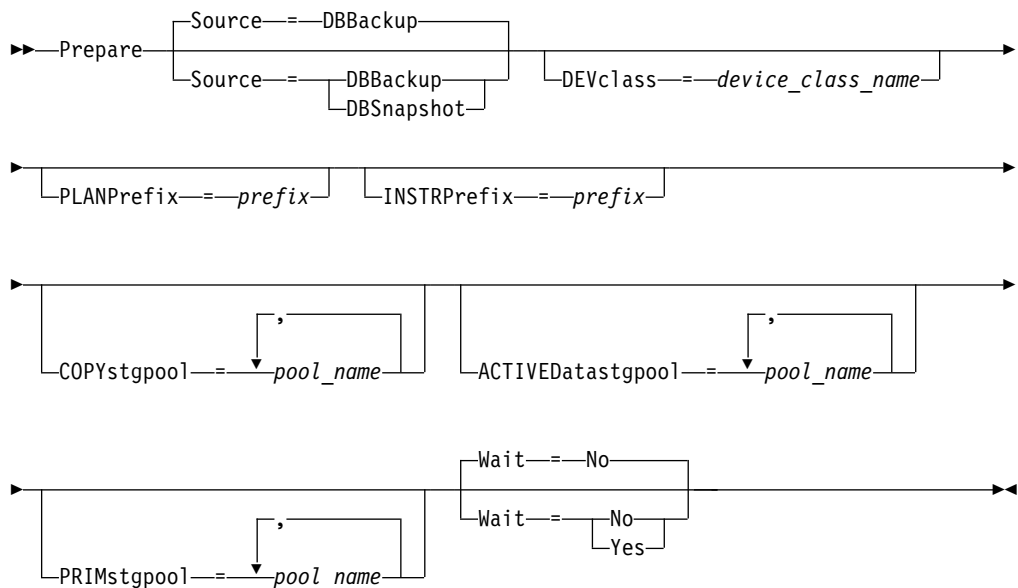 Source = DBBackup
Prepare
Source = DBBackup
DBSnapshot
DEVclass = device_class_name
PLANPrefix = prefix INSTRPrefix = prefix
,
COPYstgpool = pool_name
,
ACTIVEDatastgpool = pool_name
,
PRIMstgpool = pool_name
Wait = No
Wait = No
Yes